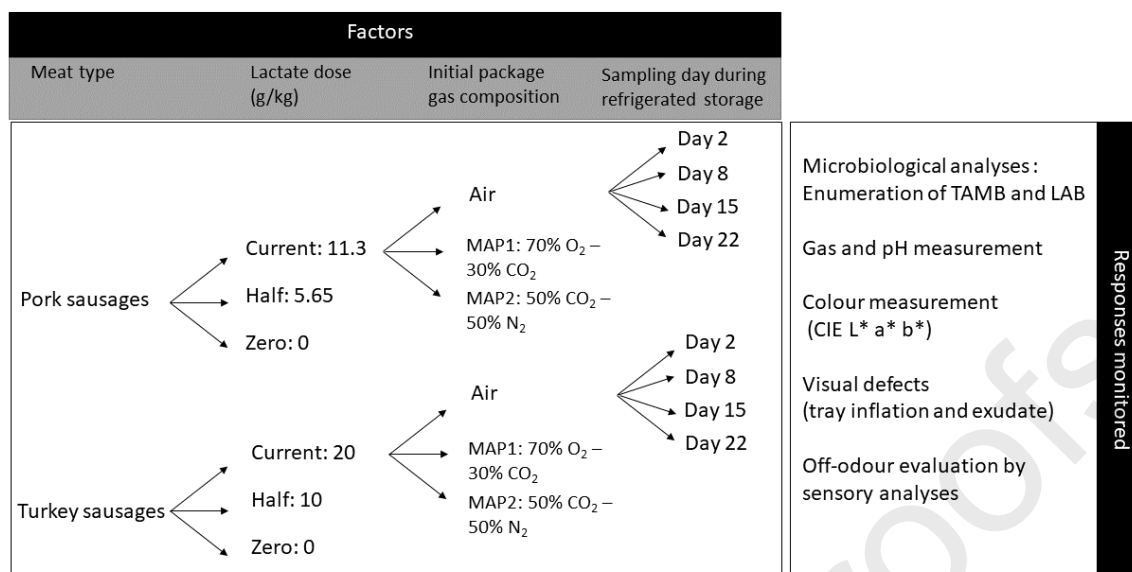 Factors
Meat type
Lactate dose
(g/kg)
Initial package
gas composition
Sampling day during
refrigerated storage
Pork sausages
Current: 11.3
Half: 5.65
Zero: 0
Air
MAP1: 70% O₂ –
30% CO₂
MAP2: 50% CO₂ –
50% N₂
Day 2
Day 8
Day 15
Day 22
Turkey sausages
Current: 20
Half: 10
Zero: 0
Air
MAP1: 70% O₂ –
30% CO₂
MAP2: 50% CO₂ –
50% N₂
Day 2
Day 8
Day 15
Day 22
Microbiological analyses :
Enumeration of TAMB and LAB
Gas and pH measurement
Colour measurement
(CIE L* a* b*)
Visual defects
(tray inflation and exudate)
Off-odour evaluation by
sensory analyses
Responses monitored
roofs